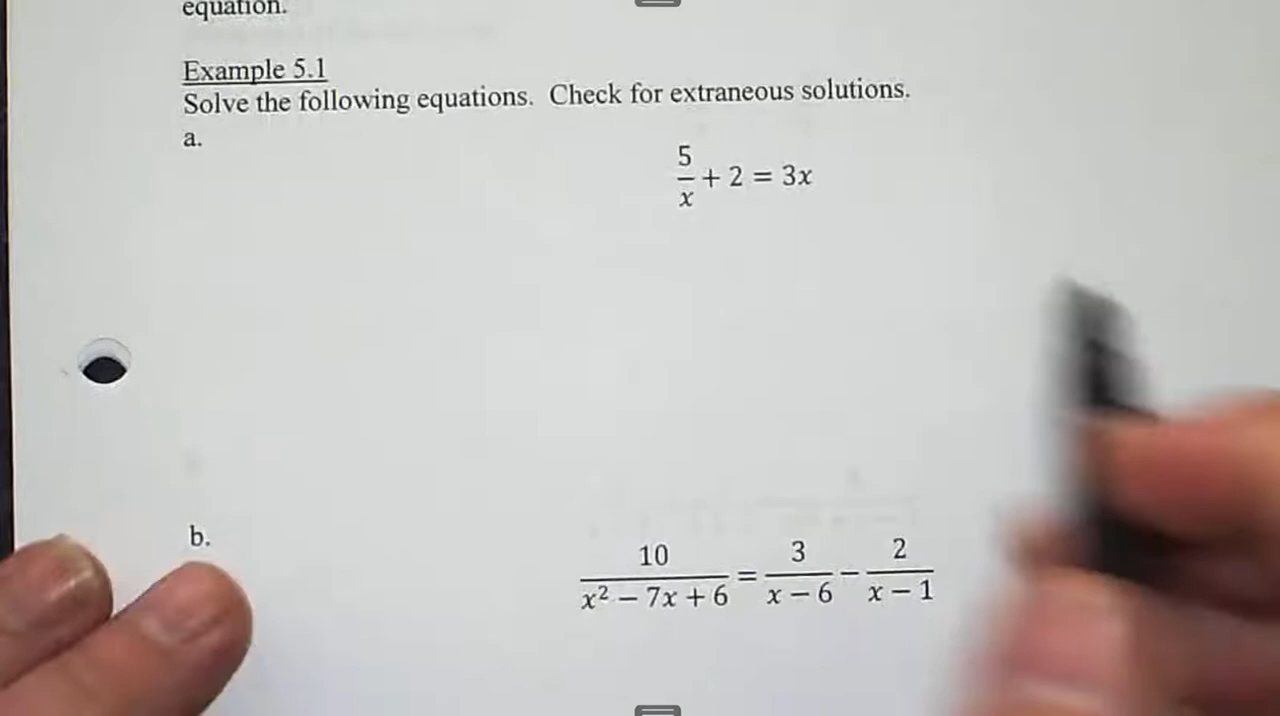 equation.
Example 5.1
Solve the following equations. Check for extraneous solutions.
a.
5/x + 2 = 3x
b.
10/(x² − 7x + 6) = 3/(x − 6) − 2/(x − 1)